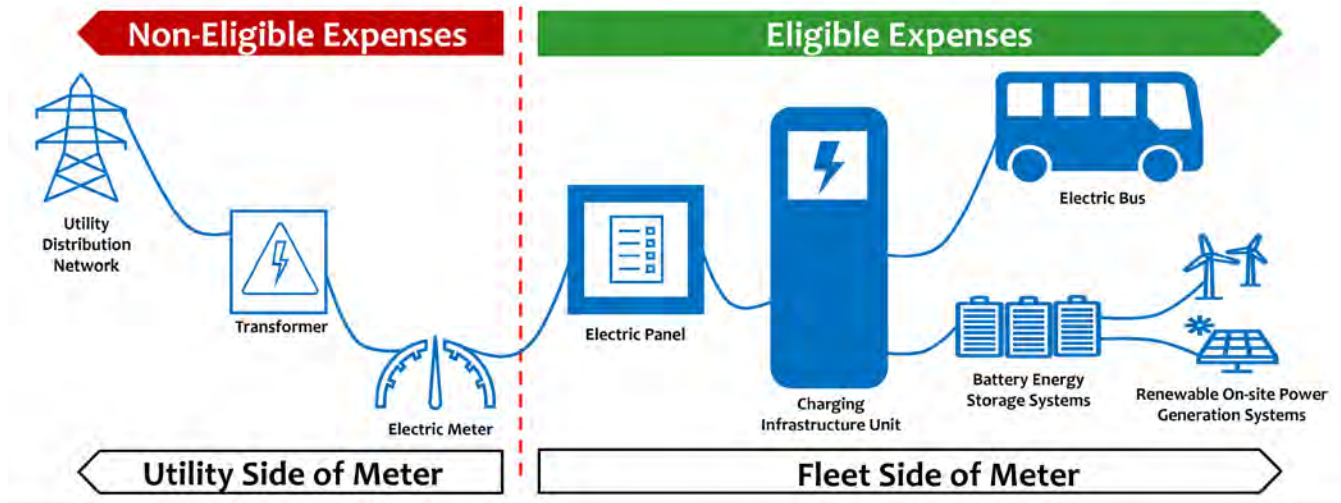 Non-Eligible Expenses
Eligible Expenses
Utility
Distribution
Network
Transformer
Electric Meter
Electric Panel
Charging
Infrastructure Unit
Electric Bus
Battery Energy
Storage Systems
Renewable On-site Power
Generation Systems
Utility Side of Meter
Fleet Side of Meter